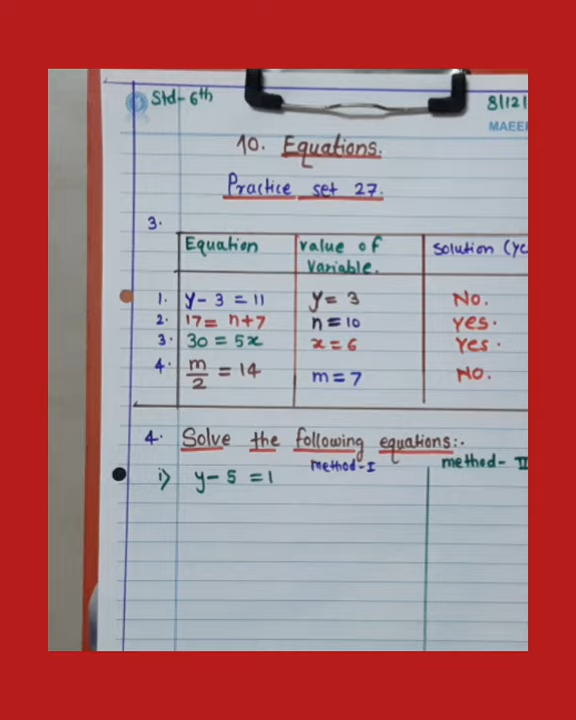 Std-6th
8/12/
MAEE
10. Equations.
Practice set 27.
3.
Equation value of variable. solution (Ye
1. y - 3 = 11 y = 3 No.
2. 17 = n+7 n = 10 yes.
3. 30 = 5x x = 6 Yes.
4. m/2 = 14 m = 7 No.
4. Solve the following equations:-
method-I method-II
i) y - 5 = 1